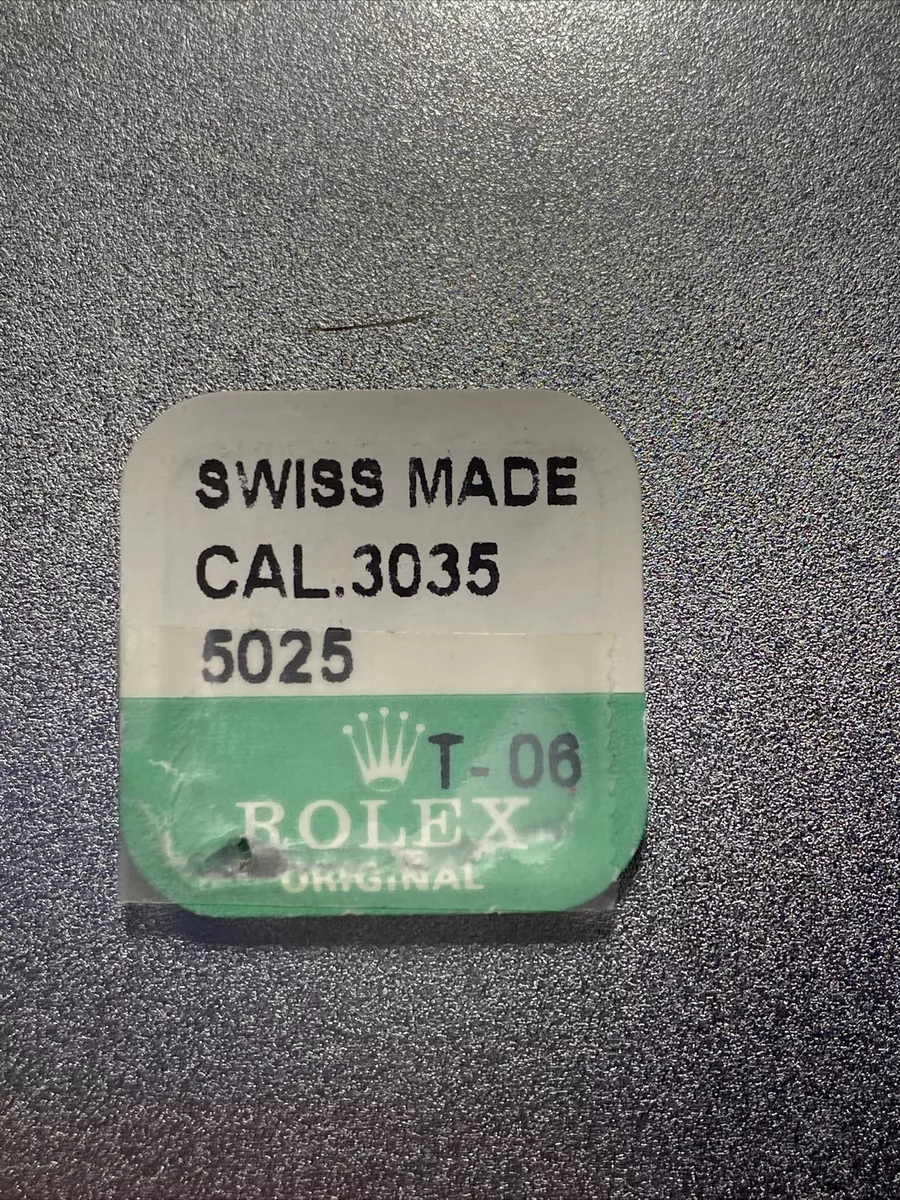 SWISS MADE
CAL.3035
5025
T-06
ROLEX
ORIGINAL